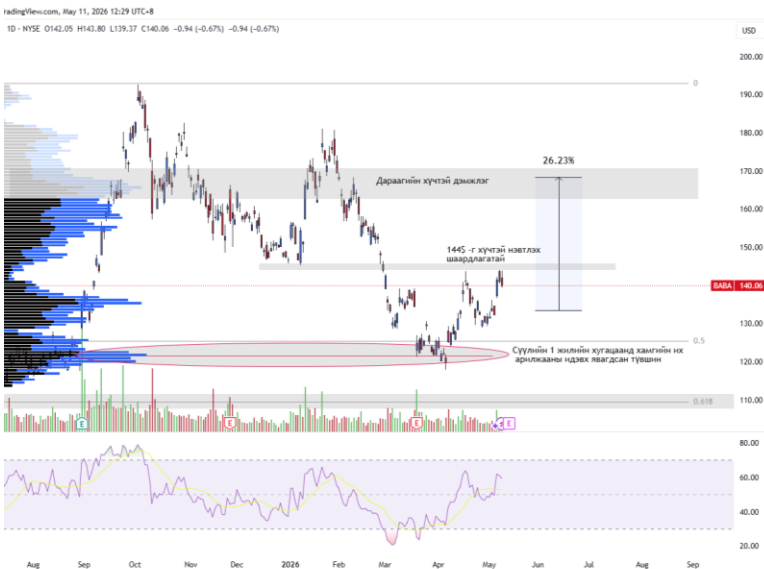 TradingView.com, May 11, 2026 12:29 UTC+8
1D - NYSE O142.05 H143.80 L139.37 C140.06 −0.94 (−0.67%) −0.94 (−0.67%)
USD
200.00
0
190.00
180.00
26.23%
170.00
Дараагийн хүчтэй дэмжлэг
160.00
144$ -г хүчтэй нэвтлэх
шаардлагатай
150.00
BABA 140.06
130.00
0.5
Сүүлийн 1 жилийн хугацаанд хамгийн их
арилжааны идэвх явагдсан түвшин
120.00
110.00
0.618
E E E E
80.00
60.00
40.00
20.00
Aug Sep Oct Nov Dec 2026 Feb Mar Apr May Jun Jul Aug Sep